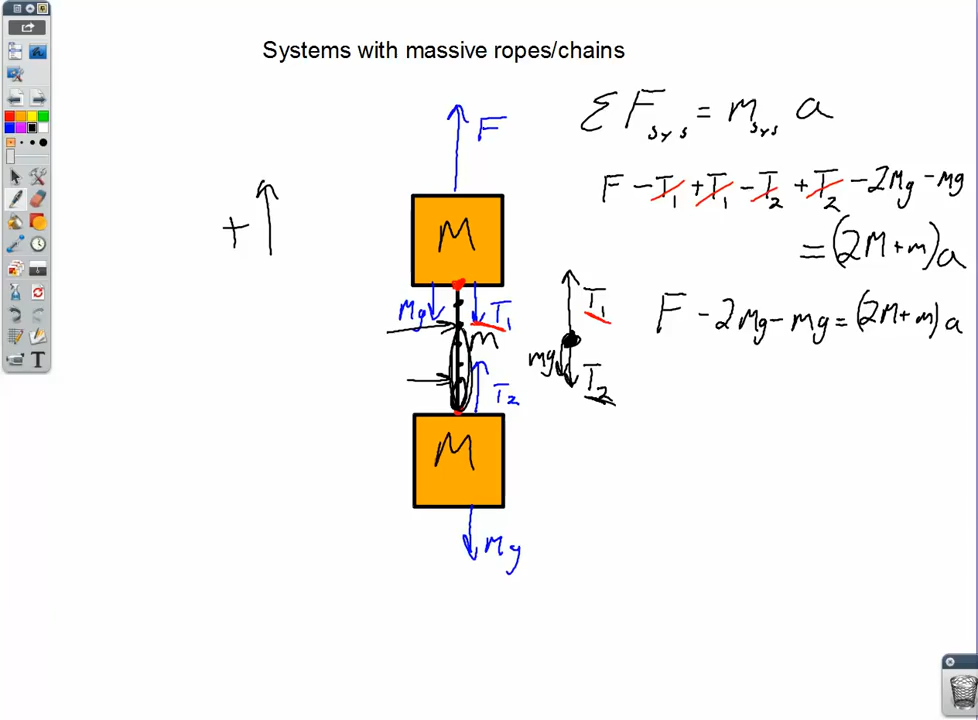 Systems with massive ropes/chains
ΣF_sys = m_sys a
F
F - T₁ + T₁ - T₂ + T₂ - 2Mg - mg
= (2M+m)a
F - 2Mg - mg = (2M+m)a
+
M
Mg
T₁
m
T₂
T₁
mg
T₂
M
Mg
T